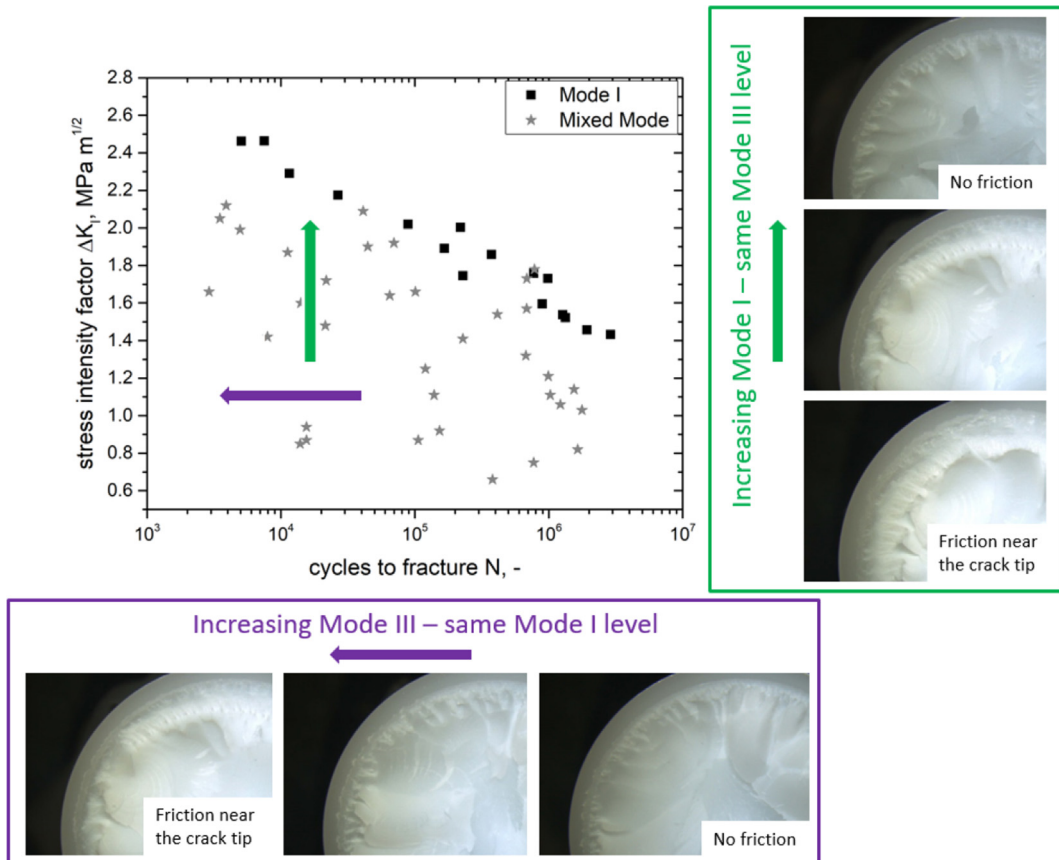 2.8
2.4
2.2
2.6
2.0
1.8
1.6
1.4
1.2
1.0
0.8
0.6
stress intensity factor ΔK_I, MPa m^1/2
10^3
10^4
10^5
10^6
10^7
cycles to fracture N, -
Mode I
Mixed Mode
Increasing Mode I – same Mode III level
No friction
Friction near
the crack tip
Increasing Mode III – same Mode I level
Friction near
the crack tip
No friction